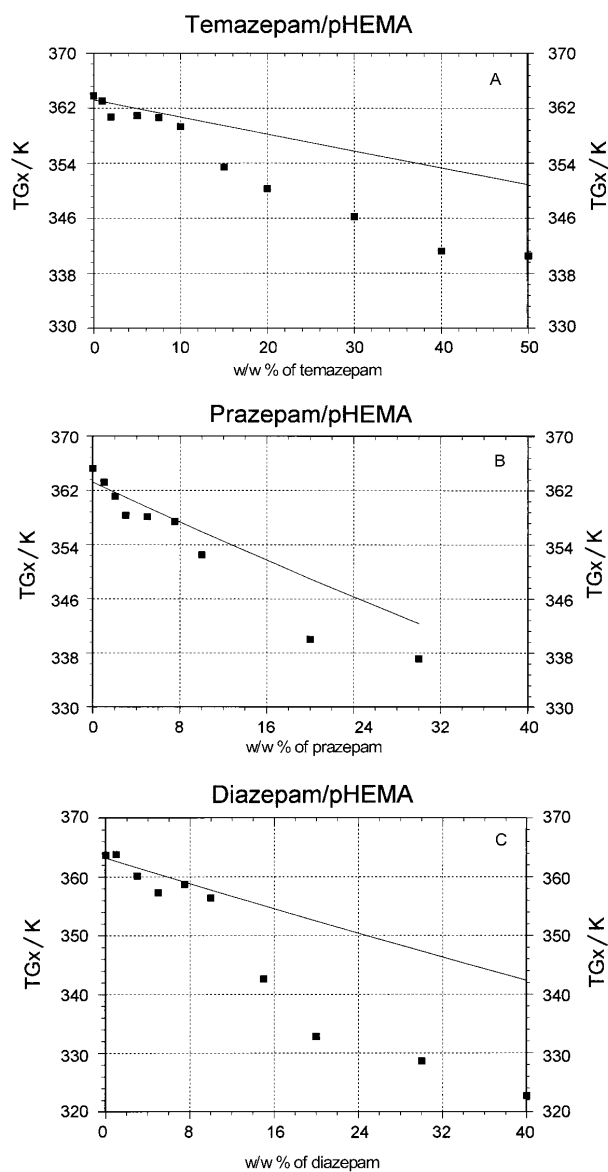 Temazepam/pHEMA
370 370
A
362 362
354 354
346 346
338 338
330 330
TGx / K TGx / K
0 10 20 30 40 50
w/w % of temazepam
Prazepam/pHEMA
370 370
B
362 362
354 354
346 346
338 338
330 330
TGx / K TGx / K
0 8 16 24 32 40
w/w % of prazepam
Diazepam/pHEMA
370 370
C
360 360
350 350
340 340
330 330
320 320
TGx / K TGx / K
0 8 16 24 32 40
w/w % of diazepam